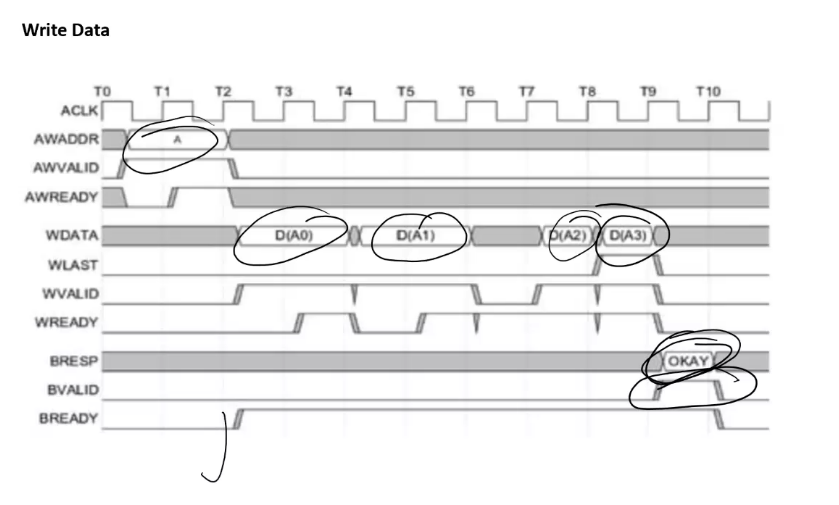 Write Data
T0 T1 T2 T3 T4 T5 T6 T7 T8 T9 T10
ACLK
AWADDR A
AWVALID
AWREADY
WDATA D(A0) D(A1) D(A2) D(A3)
WLAST
WVALID
WREADY
BRESP OKAY
BVALID
BREADY